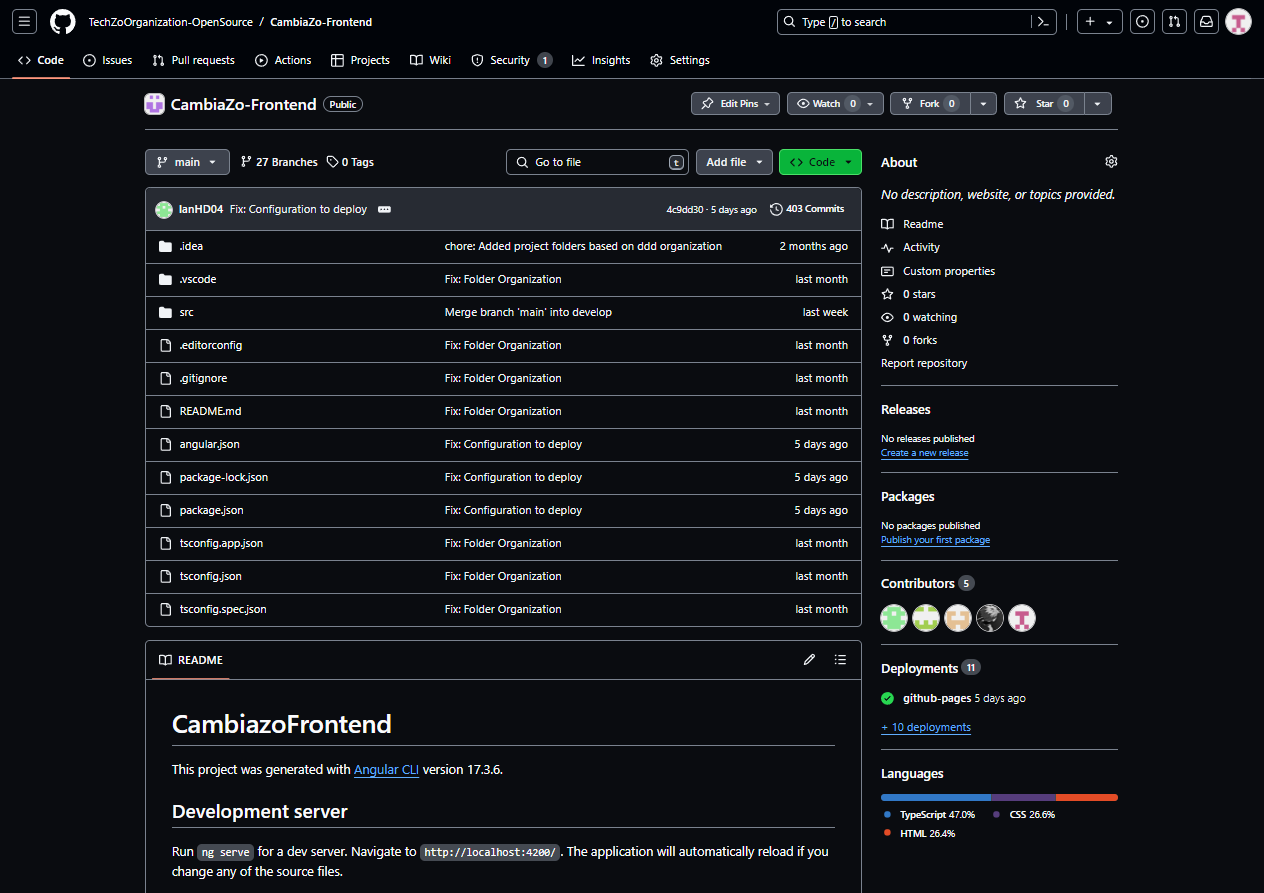 TechZoOrganization-OpenSource / CambiaZo-Frontend
Type / to search
Code Issues Pull requests Actions Projects Wiki Security 1 Insights Settings
CambiaZo-Frontend Public
Edit Pins Watch 0 Fork 0 Star 0
main 27 Branches 0 Tags
Go to file t Add file Code
IanHD04 Fix: Configuration to deploy 4c9dd30 · 5 days ago 403 Commits
.idea chore: Added project folders based on ddd organization 2 months ago
.vscode Fix: Folder Organization last month
src Merge branch 'main' into develop last week
.editorconfig Fix: Folder Organization last month
.gitignore Fix: Folder Organization last month
README.md Fix: Folder Organization last month
angular.json Fix: Configuration to deploy 5 days ago
package-lock.json Fix: Configuration to deploy 5 days ago
package.json Fix: Configuration to deploy 5 days ago
tsconfig.app.json Fix: Folder Organization last month
tsconfig.json Fix: Folder Organization last month
tsconfig.spec.json Fix: Folder Organization last month
README
CambiazoFrontend
This project was generated with Angular CLI version 17.3.6.
Development server
Run ng serve for a dev server. Navigate to http://localhost:4200/. The application will automatically reload if you
change any of the source files.
About
No description, website, or topics provided.
Readme
Activity
Custom properties
0 stars
0 watching
0 forks
Report repository
Releases
No releases published
Create a new release
Packages
No packages published
Publish your first package
Contributors 5
Deployments 11
github-pages 5 days ago
+ 10 deployments
Languages
TypeScript 47.0% CSS 26.6%
HTML 26.4%